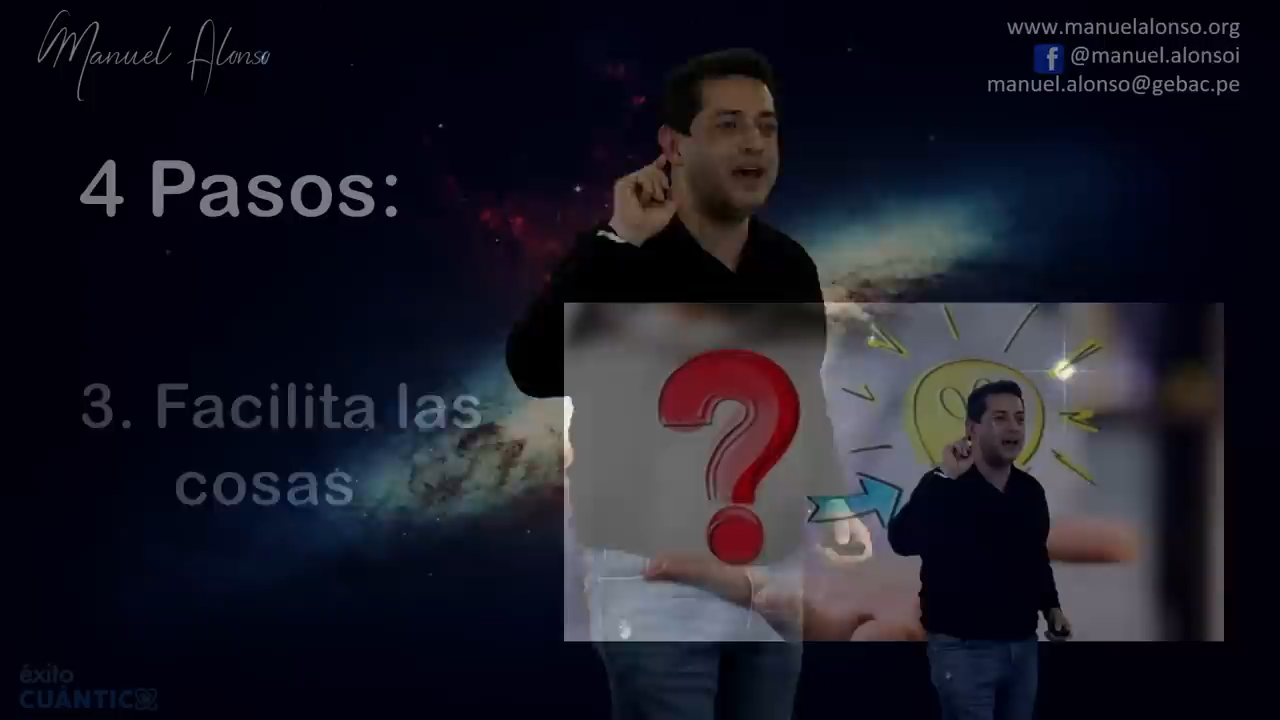 Manuel Alonso
www.manuelalonso.org
@manuel.alonsoi
manuel.alonso@gebac.pe
4 Pasos:
3. Facilita las
cosas
éxito
CUÁNTICO